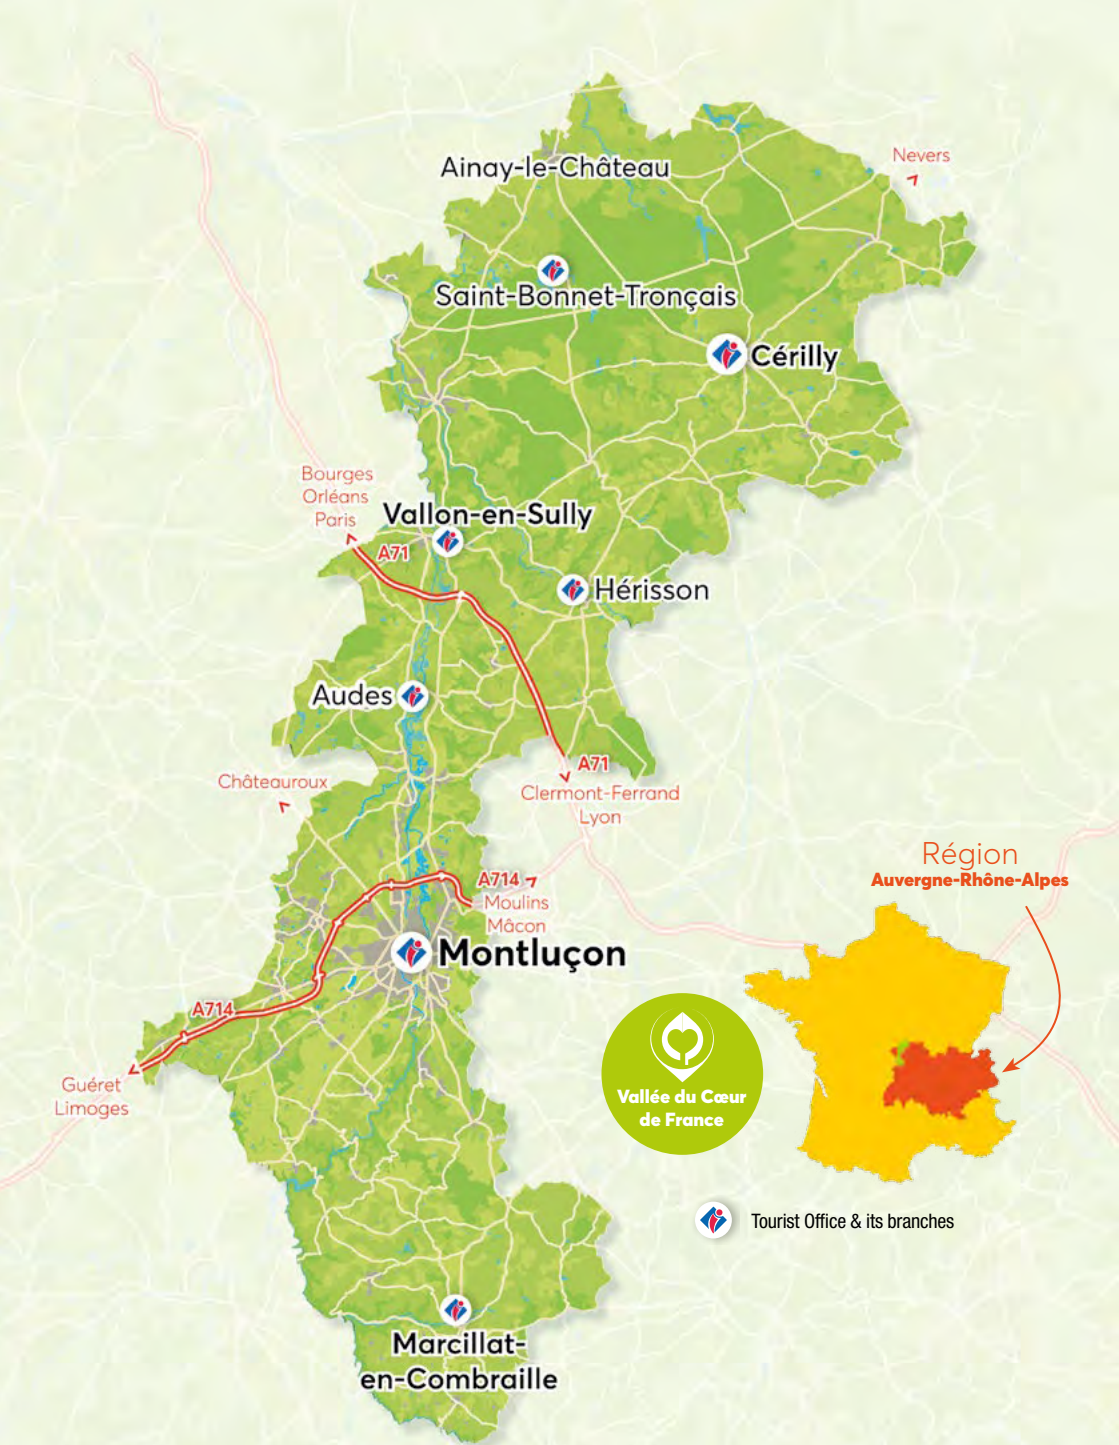 Ainay-le-Château
Nevers
Saint-Bonnet-Tronçais
Cérilly
Bourges
Orléans
Paris
Vallon-en-Sully
A71
Hérisson
Audes
A71
Châteauroux
Clermont-Ferrand
Lyon
Région
Auvergne-Rhône-Alpes
A714
Moulins
Mâcon
Montluçon
A714
Guéret
Limoges
Vallée du Cœur
de France
Tourist Office & its branches
Marcillat-
en-Combraille